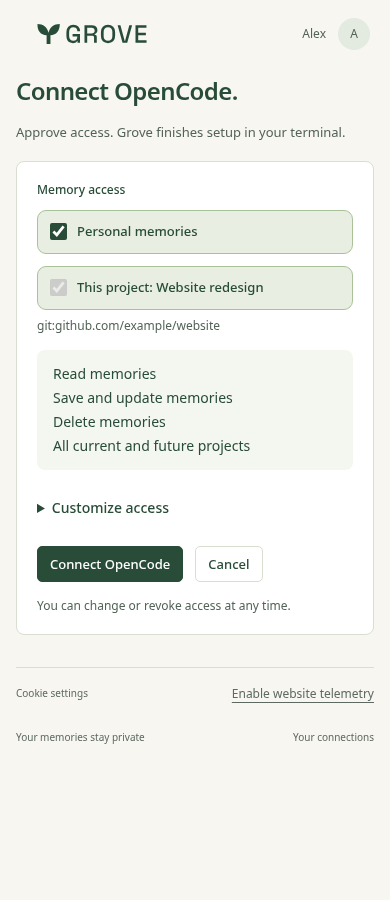 GROVE
Alex
A
Connect OpenCode.
Approve access. Grove finishes setup in your terminal.
Memory access
Personal memories
This project: Website redesign
git:github.com/example/website
Read memories
Save and update memories
Delete memories
All current and future projects
Customize access
Connect OpenCode
Cancel
You can change or revoke access at any time.
Cookie settings
Enable website telemetry
Your memories stay private
Your connections